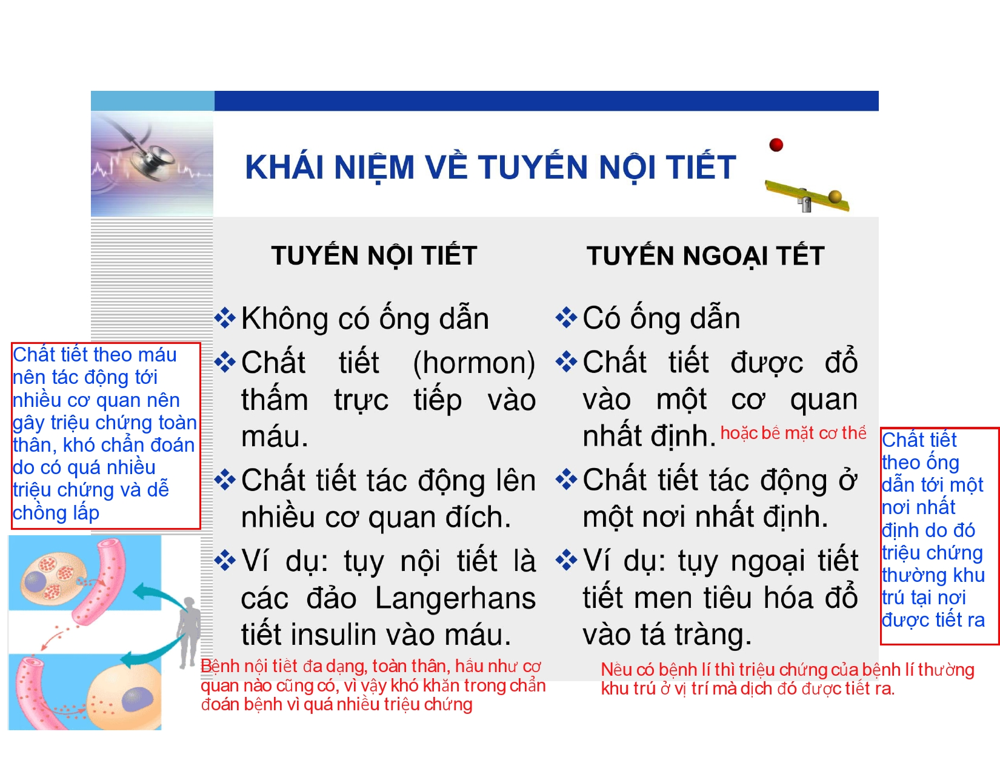 KHÁI NIỆM VỀ TUYẾN NỘI TIẾT
TUYẾN NỘI TIẾT
❖Không có ống dẫn
❖Chất tiết (hormon)
thấm trực tiếp vào
máu.
❖Chất tiết tác động lên
nhiều cơ quan đích.
❖Ví dụ: tụy nội tiết là
các đảo Langerhans
tiết insulin vào máu.
Bệnh nội tiết đa dạng, toàn thân, hầu như cơ
quan nào cũng có, vì vậy khó khăn trong chẩn
đoán bệnh vì quá nhiều triệu chứng
TUYẾN NGOẠI TẾT
❖Có ống dẫn
❖Chất tiết được đổ
vào một cơ quan
nhất định. hoặc bề mặt cơ thể
❖Chất tiết tác động ở
một nơi nhất định.
❖Ví dụ: tụy ngoại tiết
tiết men tiêu hóa đổ
vào tá tràng.
Nều có bệnh lí thì triệu chứng của bệnh lí thường
khu trú ở vị trí mà dịch đó được tiết ra.
Chất tiết theo máu
nên tác động tới
nhiều cơ quan nên
gây triệu chứng toàn
thân, khó chẩn đoán
do có quá nhiều
triệu chứng và dễ
chồng lấp
Chất tiết
theo ống
dẫn tới một
nơi nhất
định do đó
triệu chứng
thường khu
trú tại nơi
được tiết ra